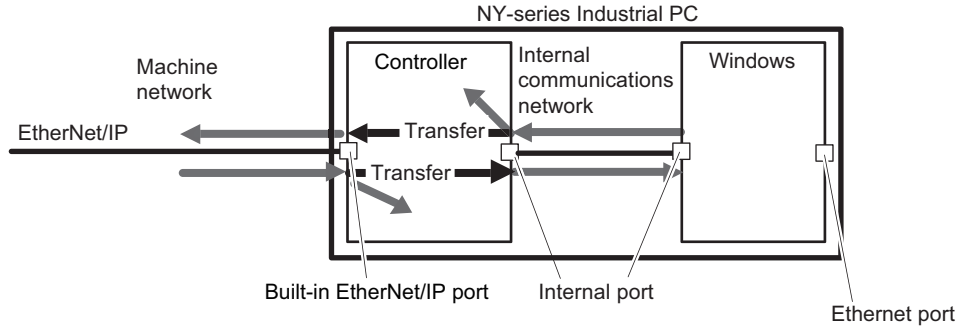 NY-series Industrial PC
Machine
network
Controller
Internal
communications
network
Windows
EtherNet/IP
Transfer
Transfer
Built-in EtherNet/IP port
Internal port
Ethernet port